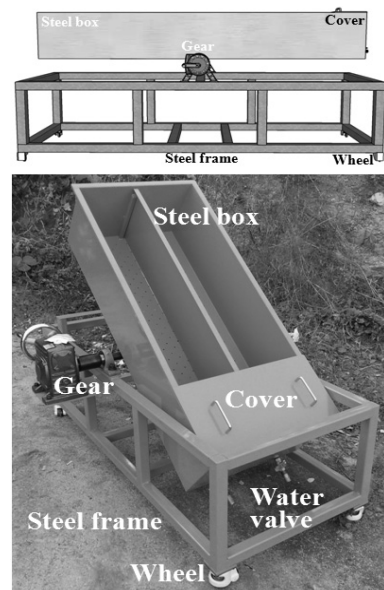 Cover
Steel box
Gear
Steel frame
Wheel
Steel box
Gear
Cover
Water
valve
Steel frame
Wheel